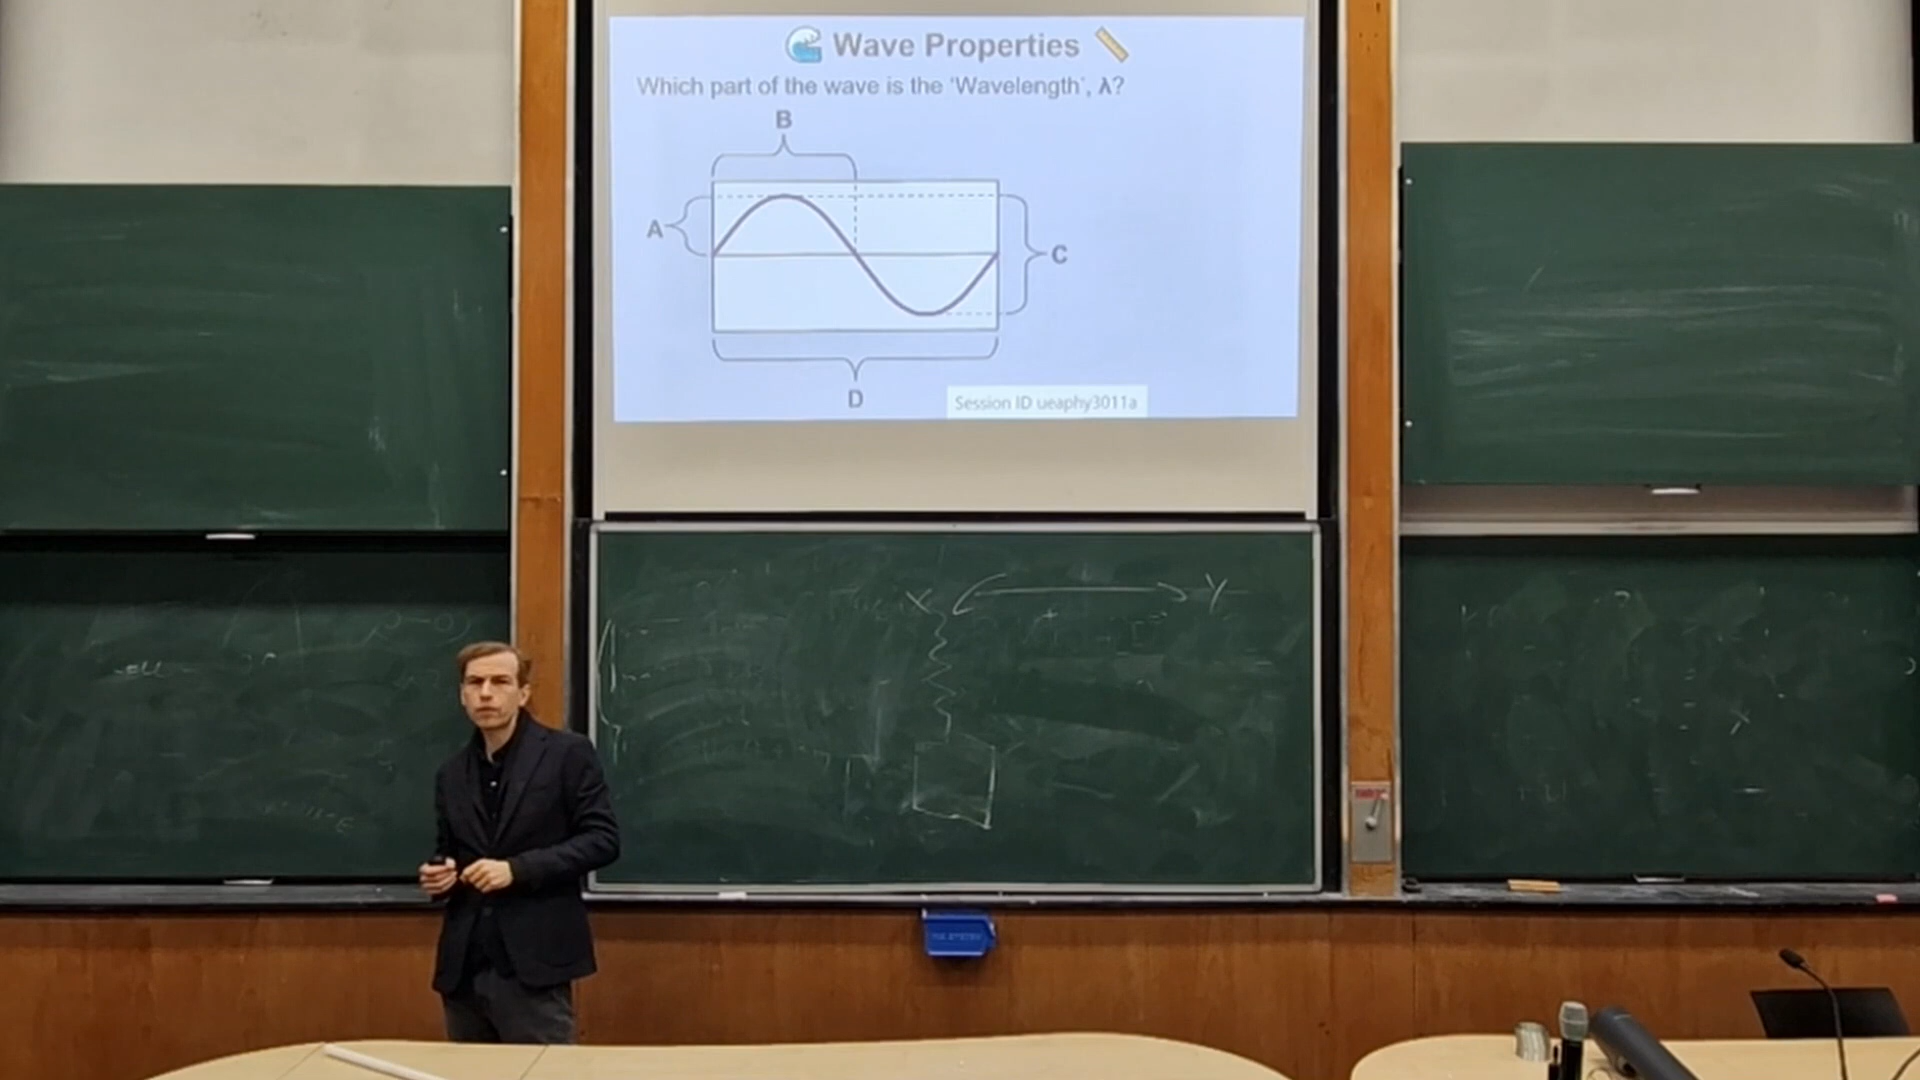 🌊 Wave Properties 📏
Which part of the wave is the 'Wavelength', λ?
B
A
C
D
Session ID ueaphy3011a
X
Y